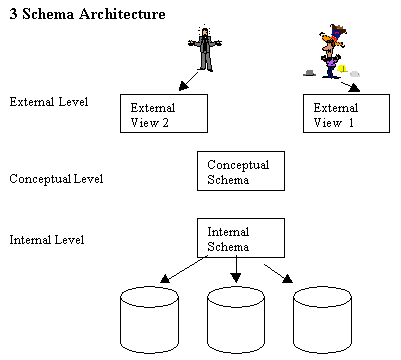 3 Schema Architecture
External Level
External
View 2
External
View 1
Conceptual Level
Conceptual
Schema
Internal Level
Internal
Schema